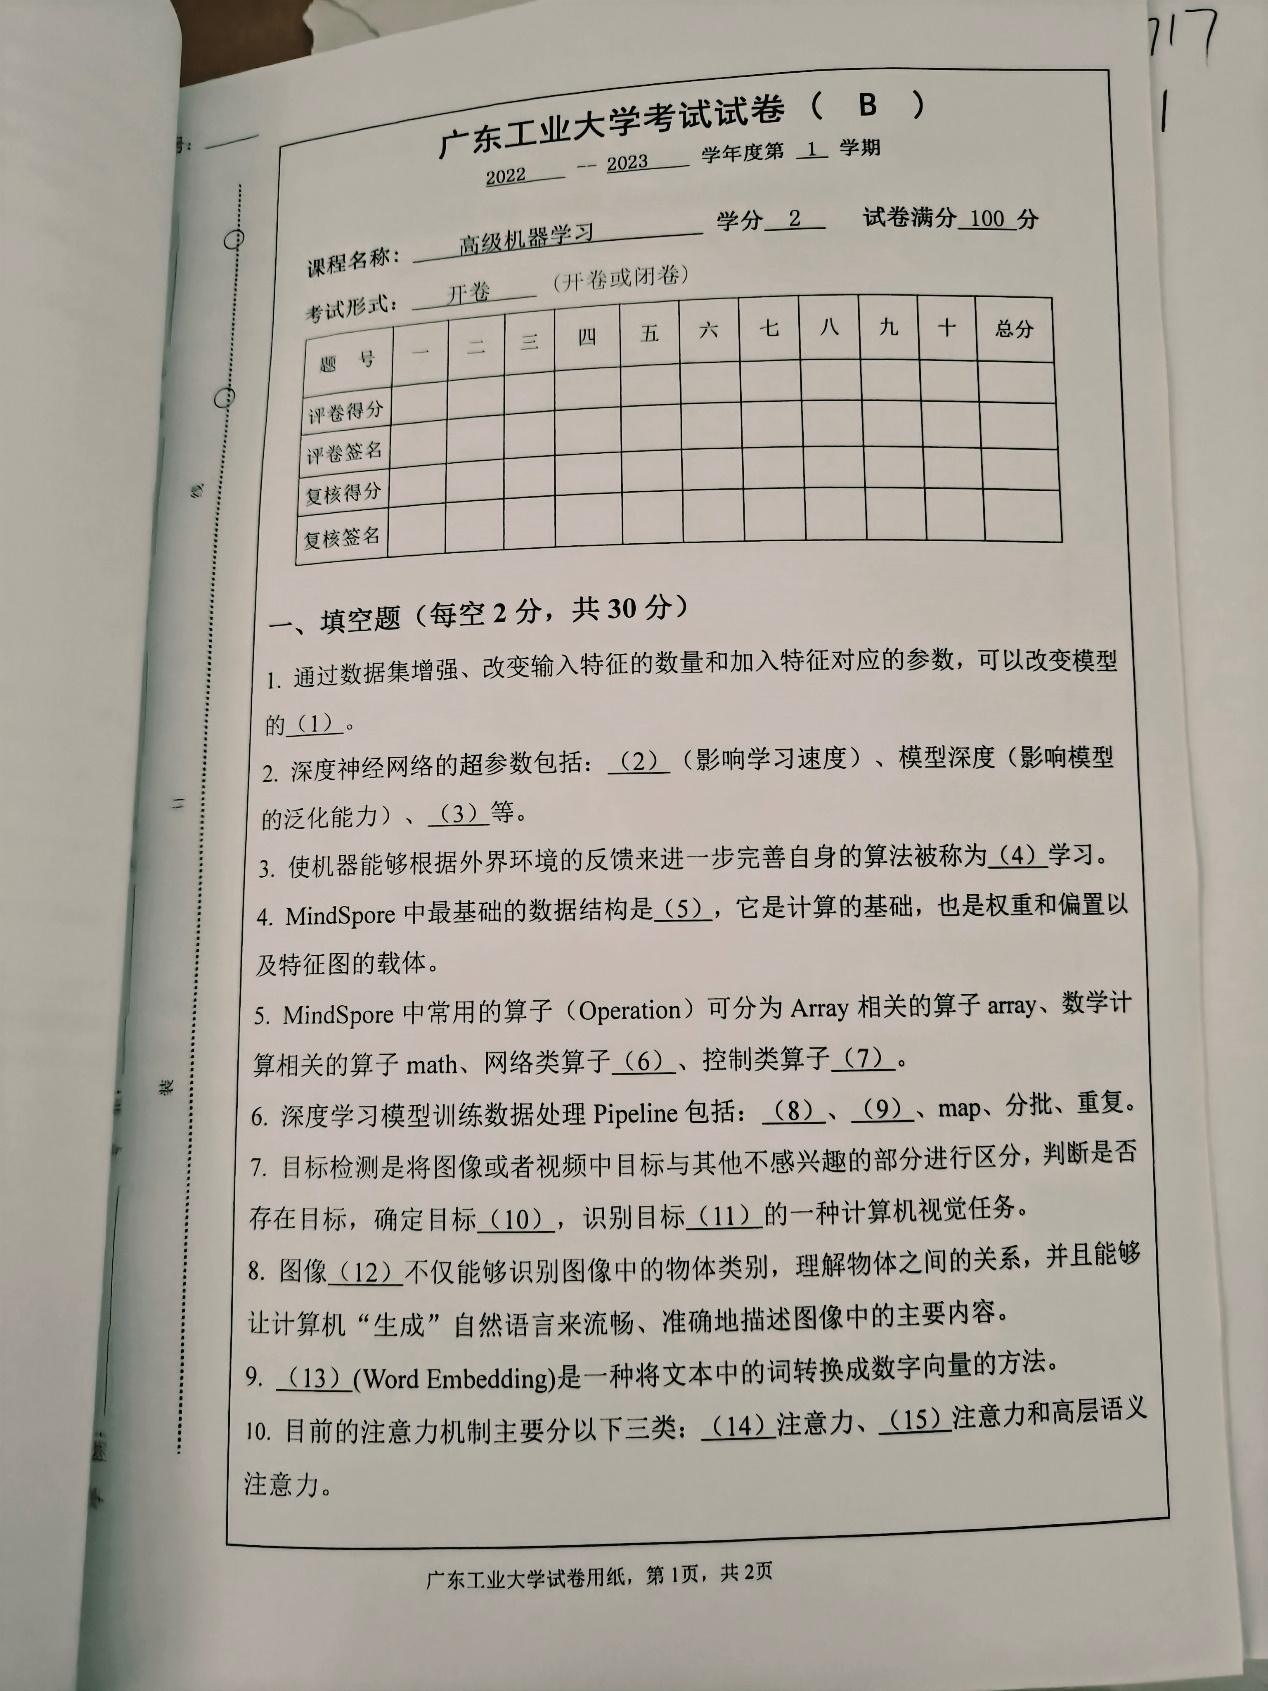 717
1
广东工业大学考试试卷（ B ）
2022 -- 2023 学年度第 1 学期
课程名称： 高级机器学习 学分 2 试卷满分 100 分
考试形式： 开卷 （开卷或闭卷）
题 号 一 二 三 四 五 六 七 八 九 十 总分
评卷得分
评卷签名
复核得分
复核签名
线
订
装
一、填空题（每空 2 分，共 30 分）
1. 通过数据集增强、改变输入特征的数量和加入特征对应的参数，可以改变模型
的（1）。
2. 深度神经网络的超参数包括：（2）（影响学习速度）、模型深度（影响模型
的泛化能力）、（3）等。
3. 使机器能够根据外界环境的反馈来进一步完善自身的算法被称为（4）学习。
4. MindSpore 中最基础的数据结构是（5），它是计算的基础，也是权重和偏置以
及特征图的载体。
5. MindSpore 中常用的算子（Operation）可分为 Array 相关的算子 array、数学计
算相关的算子 math、网络类算子（6）、控制类算子（7）。
6. 深度学习模型训练数据处理 Pipeline 包括：（8）、（9）、map、分批、重复。
7. 目标检测是将图像或者视频中目标与其他不感兴趣的部分进行区分，判断是否
存在目标，确定目标（10），识别目标（11）的一种计算机视觉任务。
8. 图像（12）不仅能够识别图像中的物体类别，理解物体之间的关系，并且能够
让计算机“生成”自然语言来流畅、准确地描述图像中的主要内容。
9. （13）(Word Embedding)是一种将文本中的词转换成数字向量的方法。
10. 目前的注意力机制主要分以下三类：（14）注意力、（15）注意力和高层语义
注意力。
广东工业大学试卷用纸，第 1页，共 2页